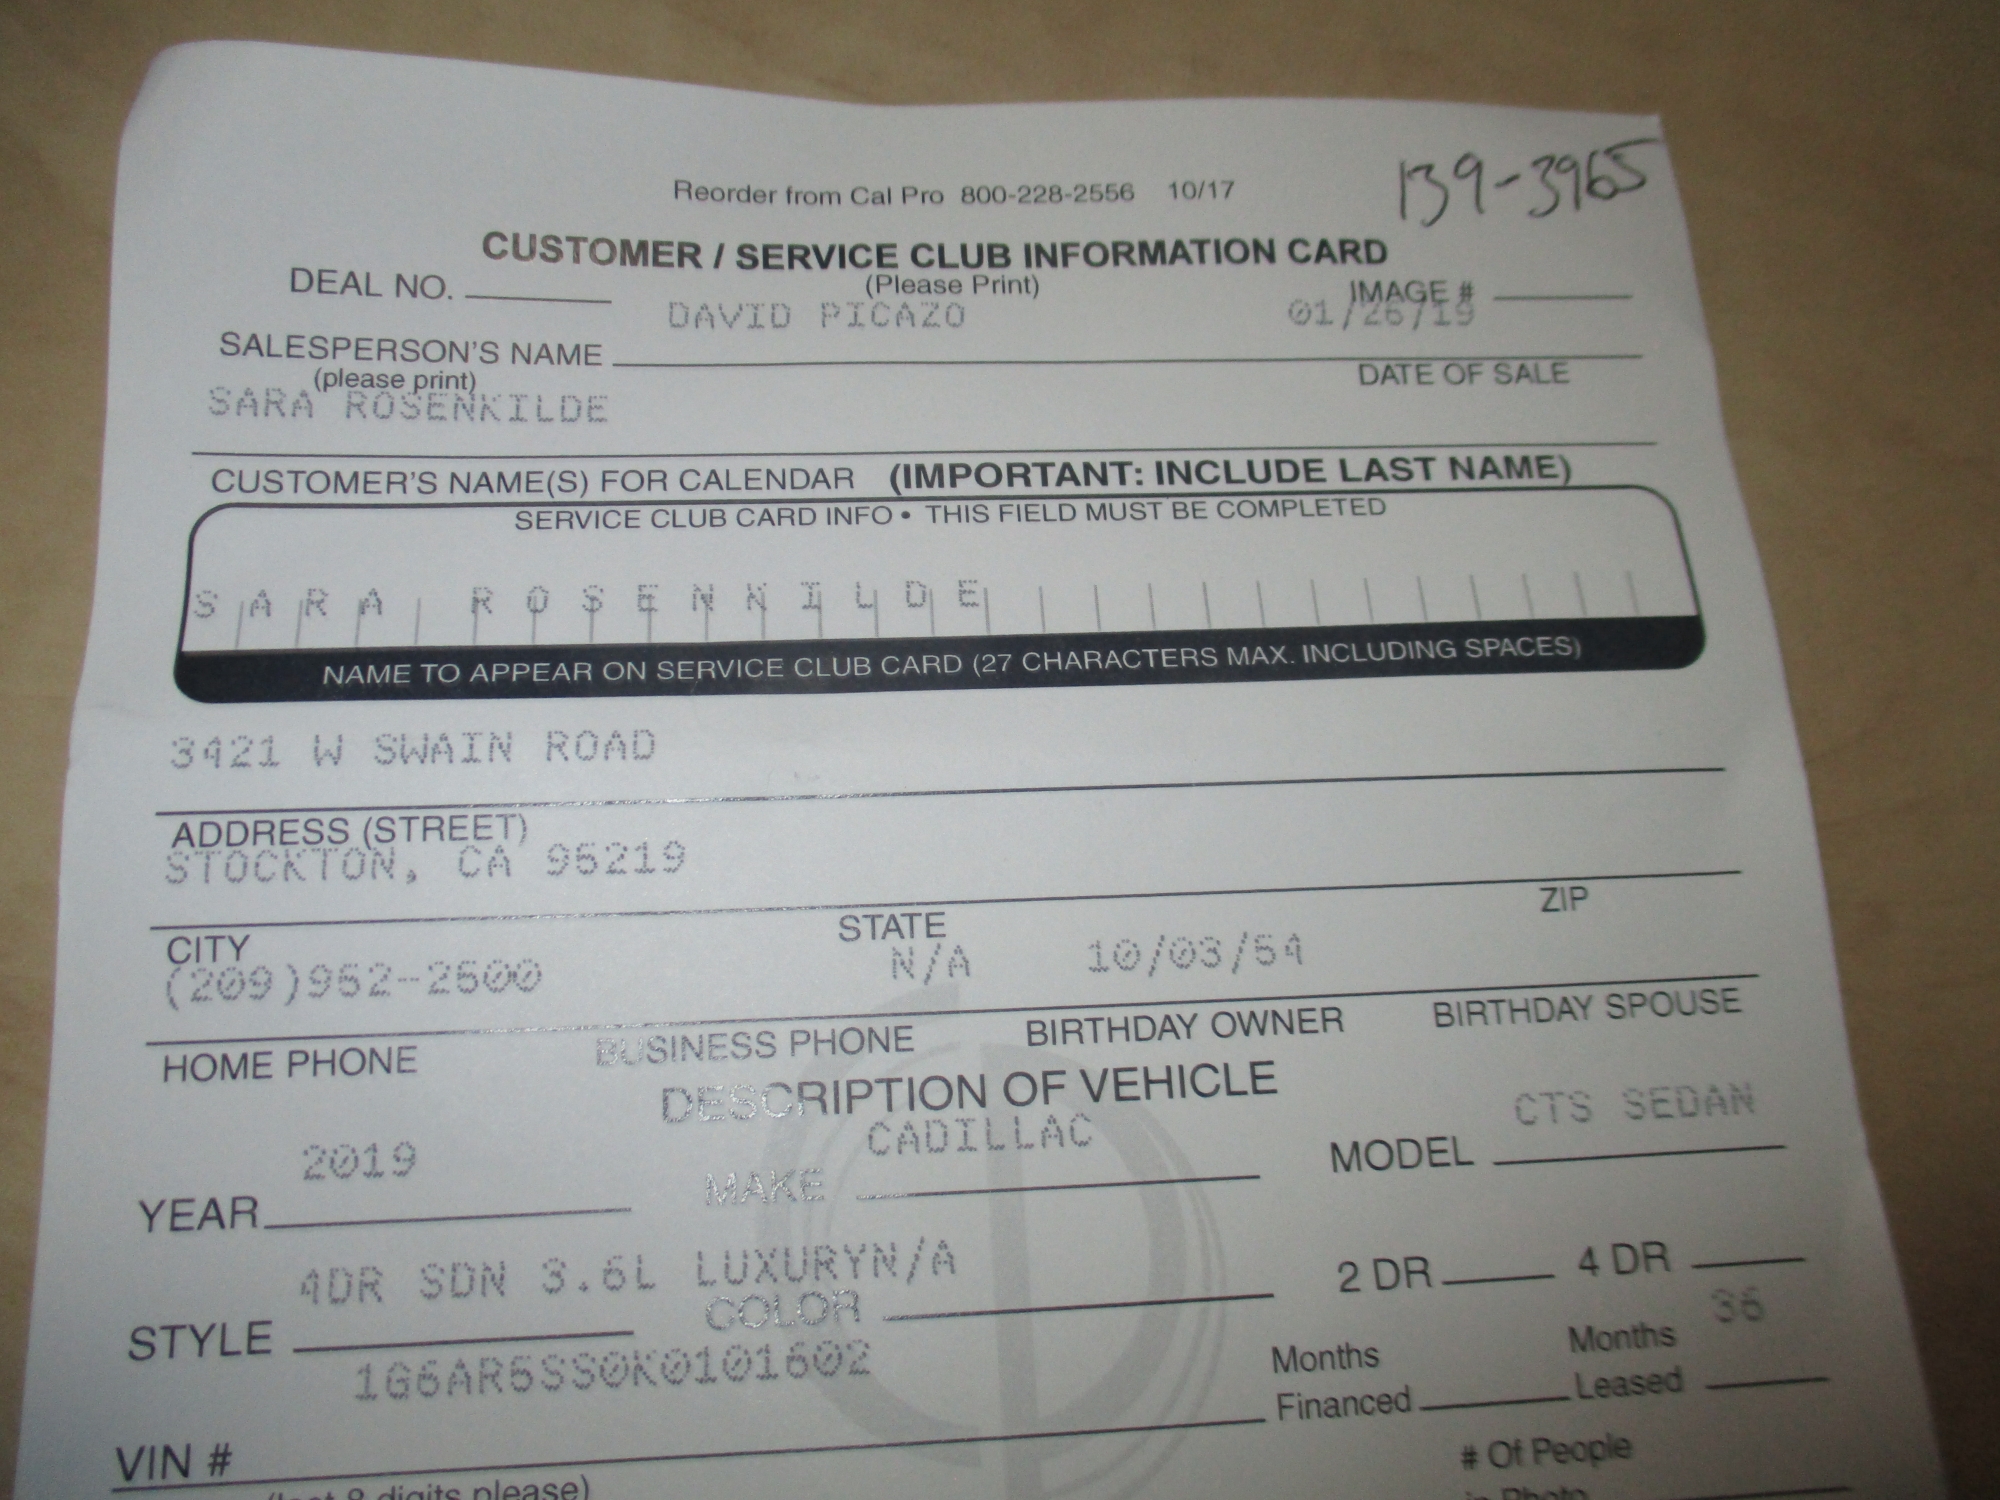 139-3965
Reorder from Cal Pro 800-228-2556 10/17
CUSTOMER / SERVICE CLUB INFORMATION CARD
DEAL NO. (Please Print) IMAGE #
DAVID PICAZO 01/26/19
SALESPERSON'S NAME
(please print) DATE OF SALE
SARA ROSENKILDE
CUSTOMER'S NAME(S) FOR CALENDAR (IMPORTANT: INCLUDE LAST NAME)
SERVICE CLUB CARD INFO • THIS FIELD MUST BE COMPLETED
SARA ROSENKILDE
NAME TO APPEAR ON SERVICE CLUB CARD (27 CHARACTERS MAX. INCLUDING SPACES)
3421 W SWAIN ROAD
ADDRESS (STREET)
STOCKTON, CA 95219
CITY STATE ZIP
(209)952-2500 N/A 10/03/54
HOME PHONE BUSINESS PHONE BIRTHDAY OWNER BIRTHDAY SPOUSE
DESCRIPTION OF VEHICLE
2019 CADILLAC CTS SEDAN
YEAR MAKE MODEL
4DR SDN 3.6L LUXURYN/A
STYLE COLOR 2 DR 4 DR
1G6AR5SS0K0101602 36
VIN # Months Financed Months Leased
digits please) # Of People
in Photo